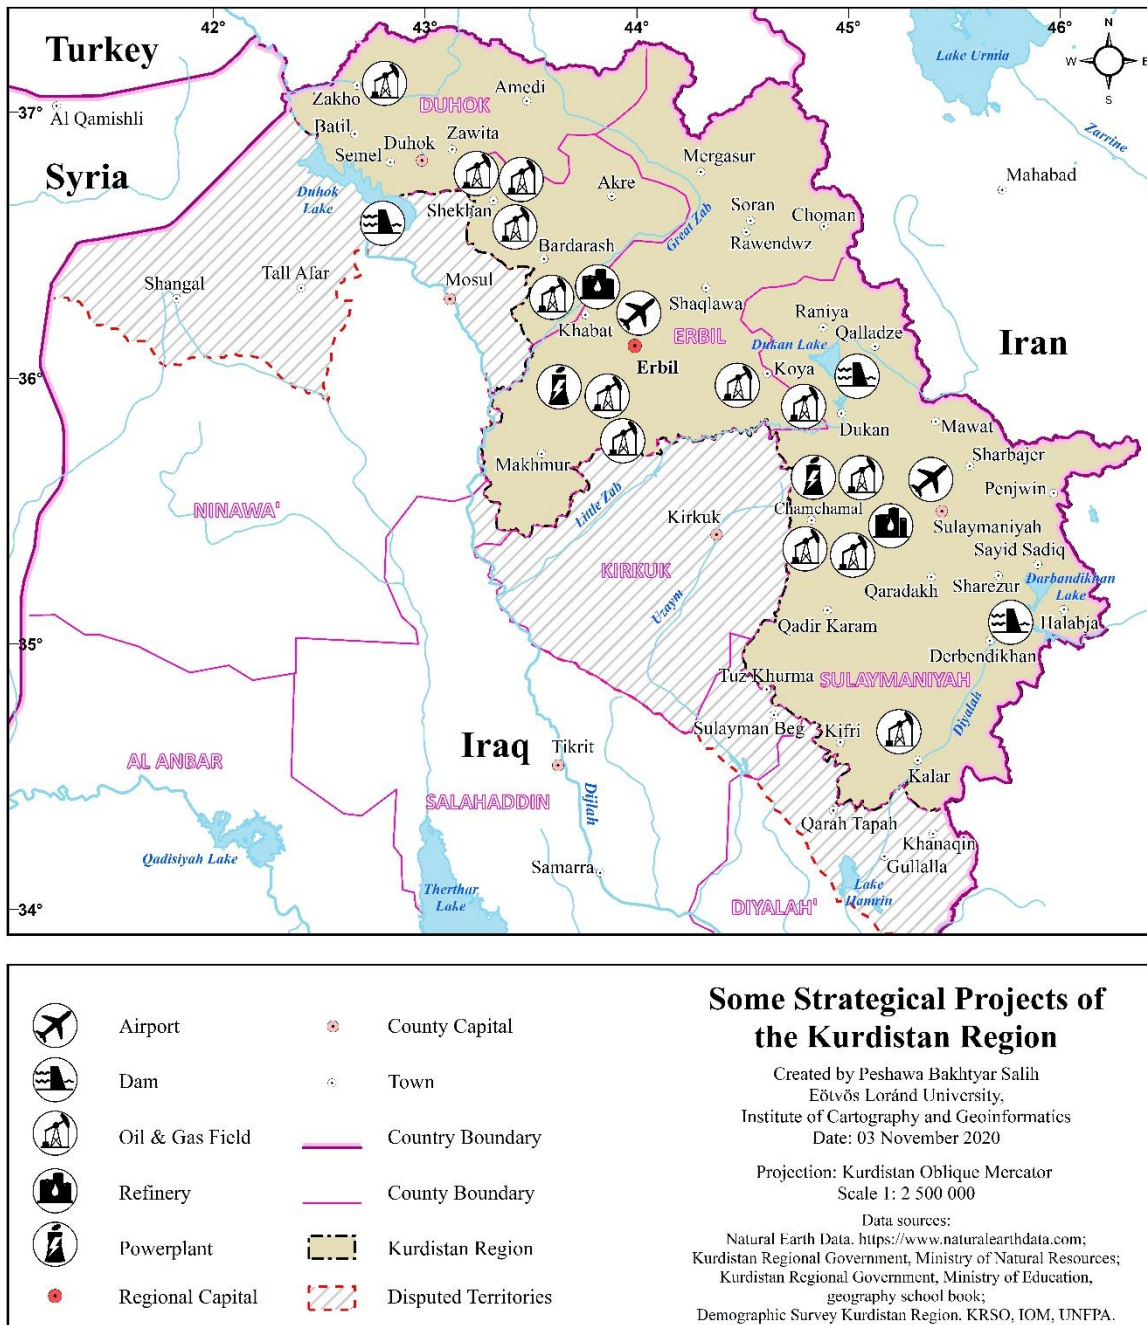 42°
43°
44°
45°
46°
Turkey
Lake Urmia
N
W
E
S
Zakho
Amedi
DUHOK
37°
Al Qamishli
Batil
Duhok
Zawita
Semel
Zarrine
Mergasur
Mahabad
Syria
Duhok
Lake
Akre
Shekhan
Soran
Choman
Great Zab
Rawendwz
Bardarash
Shangal
Tall Afar
Mosul
Shaqlawa
Khabat
Raniya
Qalladze
ERBIL
Dukan Lake
Iran
Erbil
36°
Koya
Dukan
Mawat
Makhmur
Sharbajer
Little Zab
Penjwin
NINAWA'
Kirkuk
Chamchamal
Sulaymaniyah
Sayid Sadiq
KIRKUK
Qaradakh
Sharezur
Darbandikhan
Lake
Uzaym
Qadir Karam
Halabja
35°
Derbendikhan
Tuz Khurma
SULAYMANIYAH
Sulayman Beg
Kifri
Diyalah
Iraq
Tikrit
AL ANBAR
Kalar
SALAHADDIN
Dijlah
Qarah Tapah
Khanaqin
Qadisiyah Lake
Samarra
Gullalla
Therthar
Lake
Lake
Hamrin
DIYALAH'
34°
Airport
Dam
Oil & Gas Field
Refinery
Powerplant
Regional Capital
County Capital
Town
Country Boundary
County Boundary
Kurdistan Region
Disputed Territories
Some Strategical Projects of
the Kurdistan Region
Created by Peshawa Bakhtyar Salih
Eötvös Loránd University,
Institute of Cartography and Geoinformatics
Date: 03 November 2020
Projection: Kurdistan Oblique Mercator
Scale 1: 2 500 000
Data sources:
Natural Earth Data. https://www.naturalearthdata.com;
Kurdistan Regional Government, Ministry of Natural Resources;
Kurdistan Regional Government, Ministry of Education,
geography school book;
Demographic Survey Kurdistan Region. KRSO, IOM, UNFPA.